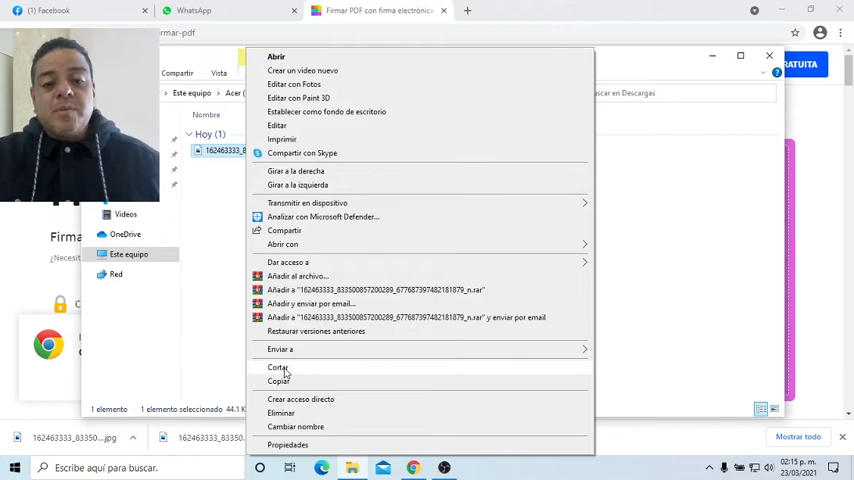 (1) Facebook
WhatsApp
Firmar PDF con firma electrónica
mar-pdf
GRATUITA
Compartir
Vista
Este equipo
Acer (
uscar en Descargas
Nombre
Hoy (1)
162463333_8
Videos
OneDrive
Este equipo
Red
Firma
¿Necesit
Abrir
Crear un video nuevo
Editar con Fotos
Editar con Paint 3D
Establecer como fondo de escritorio
Editar
Imprimir
Compartir con Skype
Girar a la derecha
Girar a la izquierda
Transmitir en dispositivo
Analizar con Microsoft Defender...
Compartir
Abrir con
Dar acceso a
Añadir al archivo...
Añadir a "162463333_833500857200289_677687397482181879_n.rar"
Añadir y enviar por email...
Añadir a "162463333_833500857200289_677687397482181879_n.rar" y enviar por email
Restaurar versiones anteriores
Enviar a
Cortar
Copiar
Crear acceso directo
Eliminar
Cambiar nombre
Propiedades
1 elemento
1 elemento seleccionado 44.1 K
162463333_83350....jpg
162463333_83350
Mostrar todo
Escribe aquí para buscar.
02:15 p. m.
23/03/2021